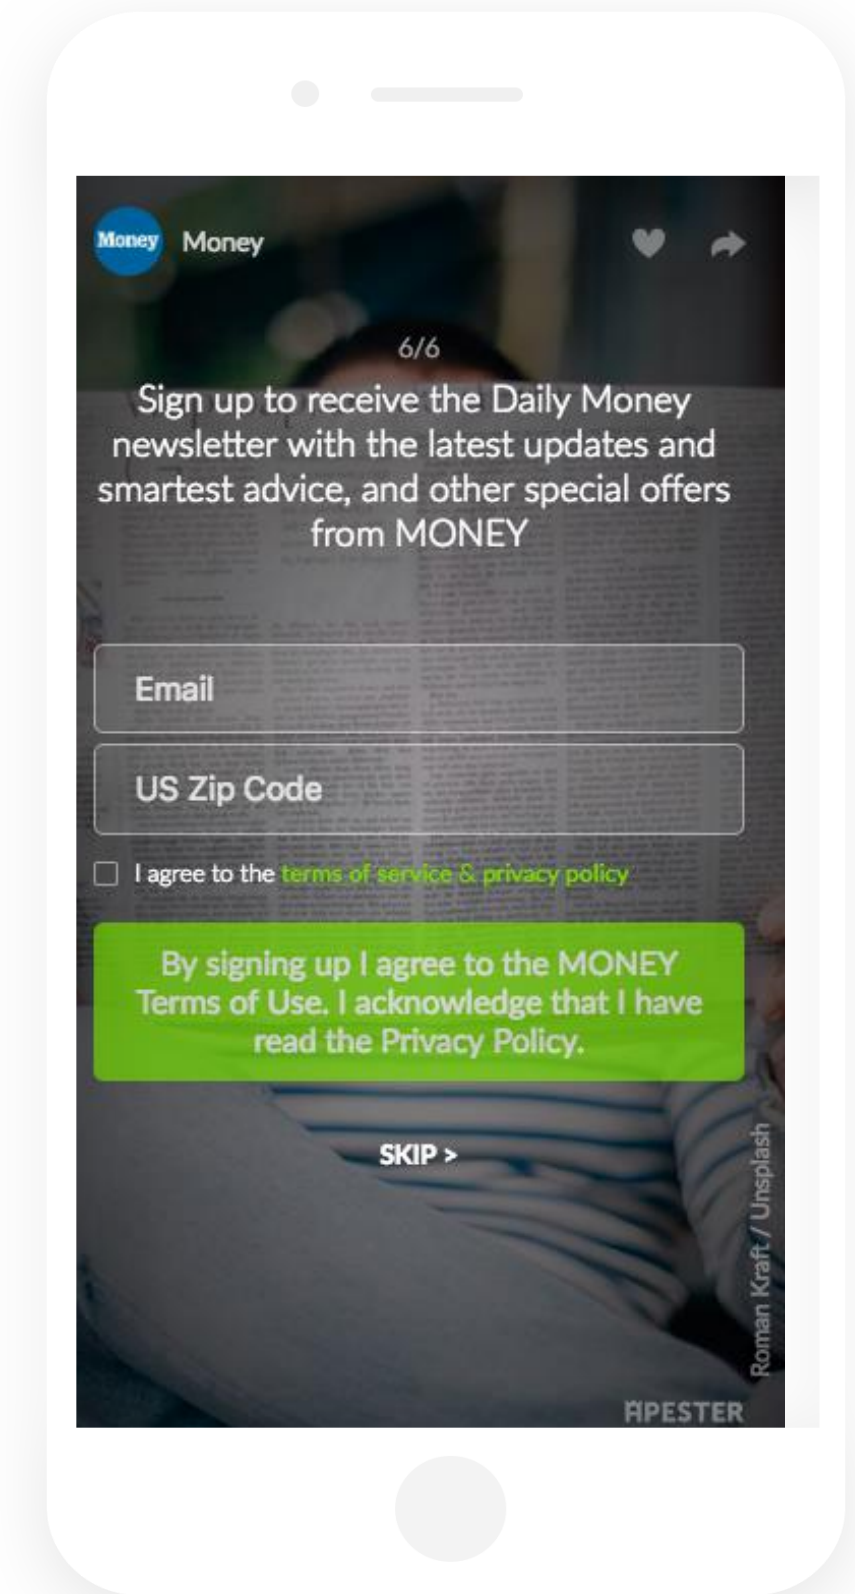 Money Money
6/6
Sign up to receive the Daily Money
newsletter with the latest updates and
smartest advice, and other special offers
from MONEY
Email
US Zip Code
I agree to the terms of service & privacy policy
By signing up I agree to the MONEY
Terms of Use. I acknowledge that I have
read the Privacy Policy.
SKIP >
Roman Kraft / Unsplash
APESTER